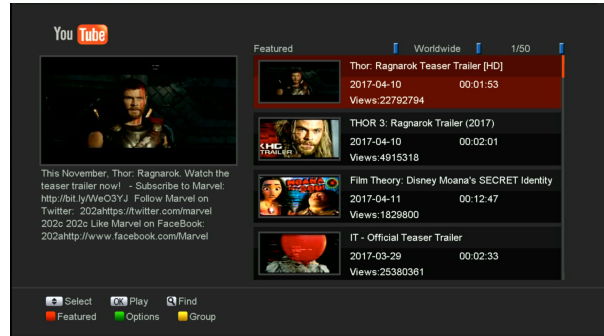 You Tube
Featured Worldwide 1/50
Thor: Ragnarok Teaser Trailer [HD]
2017-04-10 00:01:53
Views:22792794
THOR 3: Ragnarok Trailer (2017)
2017-04-10 00:02:01
Views:4915318
HG
TRAILER
Film Theory: Disney Moana's SECRET Identity
2017-04-11 00:12:47
Views:1829800
IT - Official Teaser Trailer
2017-03-29 00:02:33
Views:25380361
This November, Thor: Ragnarok. Watch the
teaser trailer now! - Subscribe to Marvel:
http://bit.ly/WeO3YJ Follow Marvel on
Twitter: 202ahttps://twitter.com/marvel
202c 202c Like Marvel on FaceBook:
202ahttp://www.facebook.com/Marvel
Select OK Play Find
Featured Options Group